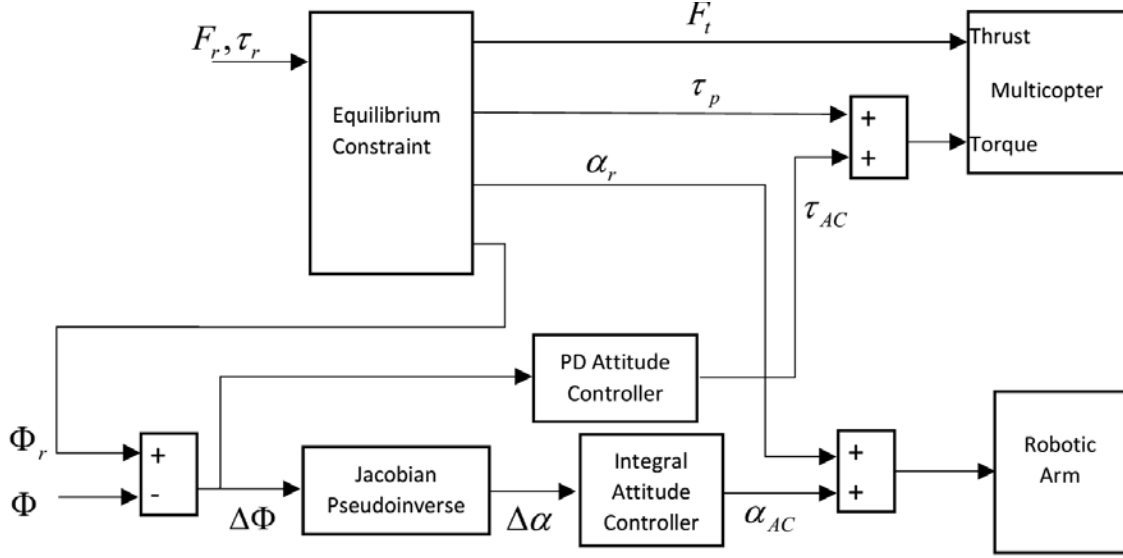 F_t
F_r, τ_r
Thrust
Equilibrium
Constraint
τ_p
+
Multicopter
+
Torque
α_r
τ_AC
PD Attitude
Controller
Φ_r
+
-
Φ
ΔΦ
Jacobian
Pseudoinverse
Δα
Integral
Attitude
Controller
α_AC
+
+
Robotic
Arm